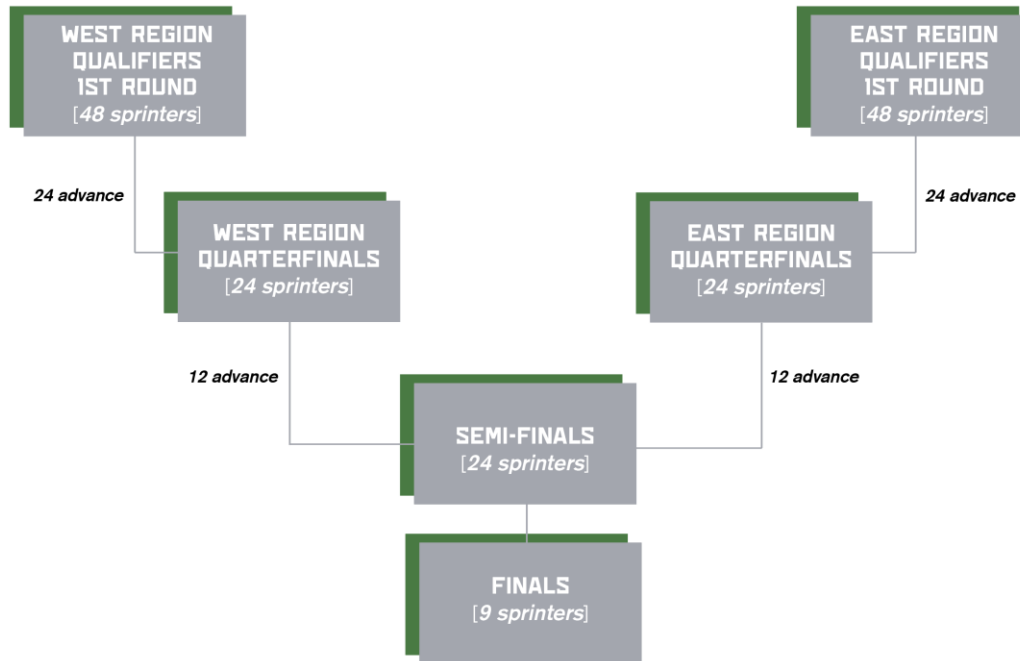 WEST REGION
QUALIFIERS
1ST ROUND
[48 sprinters]
EAST REGION
QUALIFIERS
1ST ROUND
[48 sprinters]
24 advance
24 advance
WEST REGION
QUARTERFINALS
[24 sprinters]
EAST REGION
QUARTERFINALS
[24 sprinters]
12 advance
12 advance
SEMI-FINALS
[24 sprinters]
FINALS
[9 sprinters]